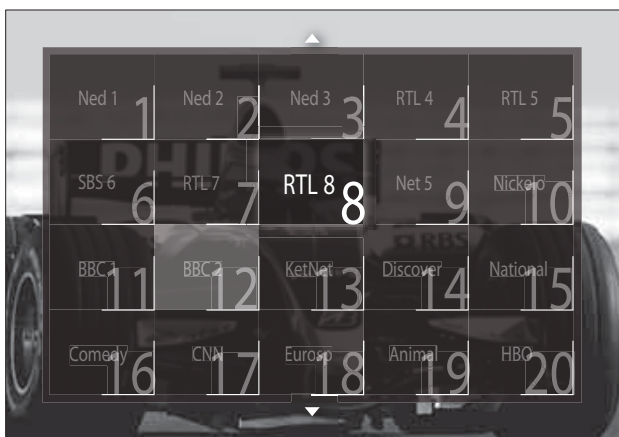 Ned 1 1 Ned 2 2 Ned 3 3 RTL 4 4 RTL 5 5
PHILIPS
SBS 6 6 RTL 7 7 RTL 8 8 Net 5 9 Nickelo 10
RBS
BBC 1 11 BBC 2 12 KetNet 13 Discover 14 National 15
Comedy 16 CNN 17 Eurosp 18 Animal 19 HBO 20